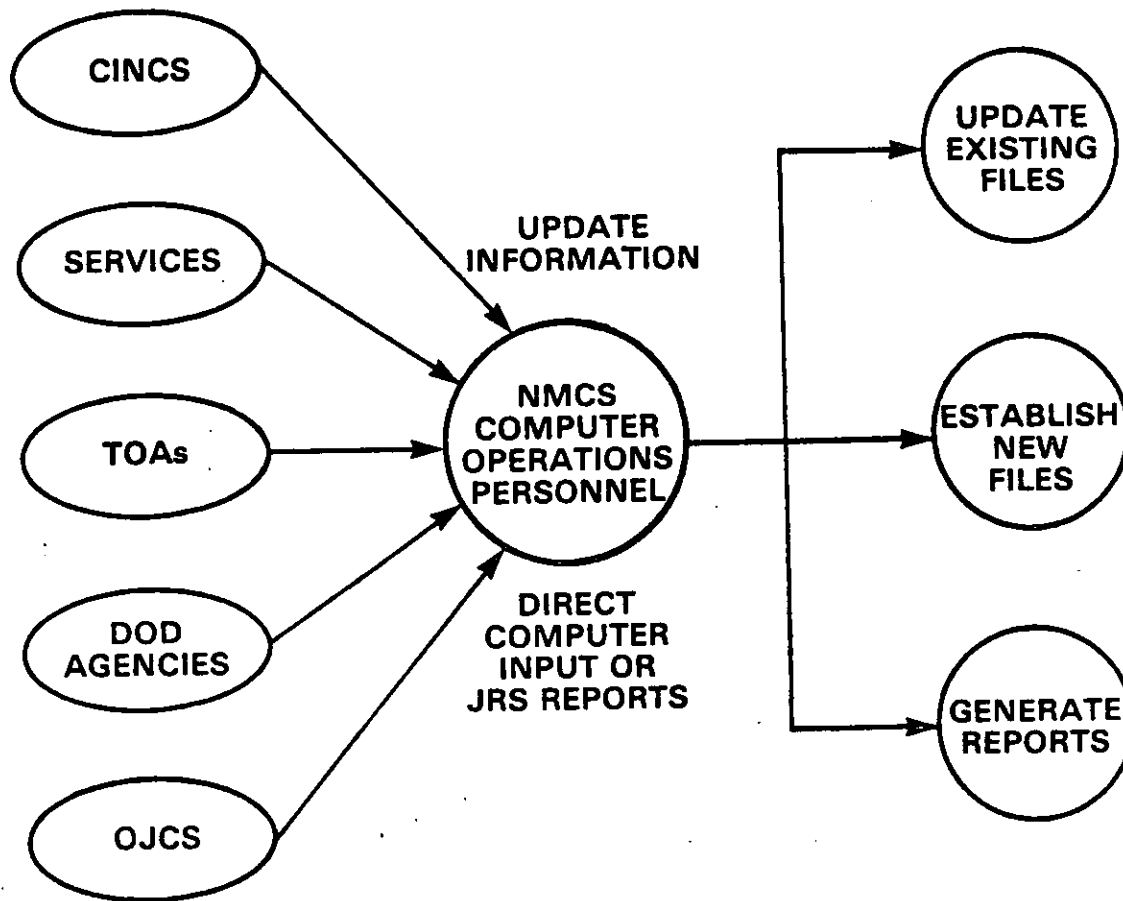 CINCS
SERVICES
TOAs
DOD
AGENCIES
OJCS
UPDATE
INFORMATION
NMCS
COMPUTER
OPERATIONS
PERSONNEL
DIRECT
COMPUTER
INPUT OR
JRS REPORTS
UPDATE
EXISTING
FILES
ESTABLISH
NEW
FILES
GENERATE
REPORTS